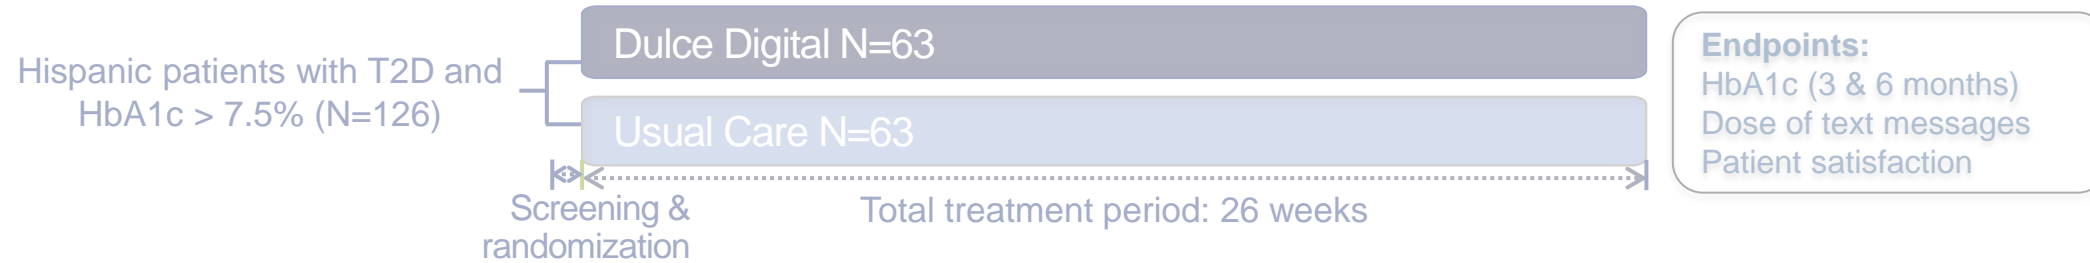 Hispanic patients with T2D and
HbA1c > 7.5% (N=126)
Dulce Digital N=63
Usual Care N=63
Screening &
randomization
Total treatment period: 26 weeks
Endpoints:
HbA1c (3 & 6 months)
Dose of text messages
Patient satisfaction